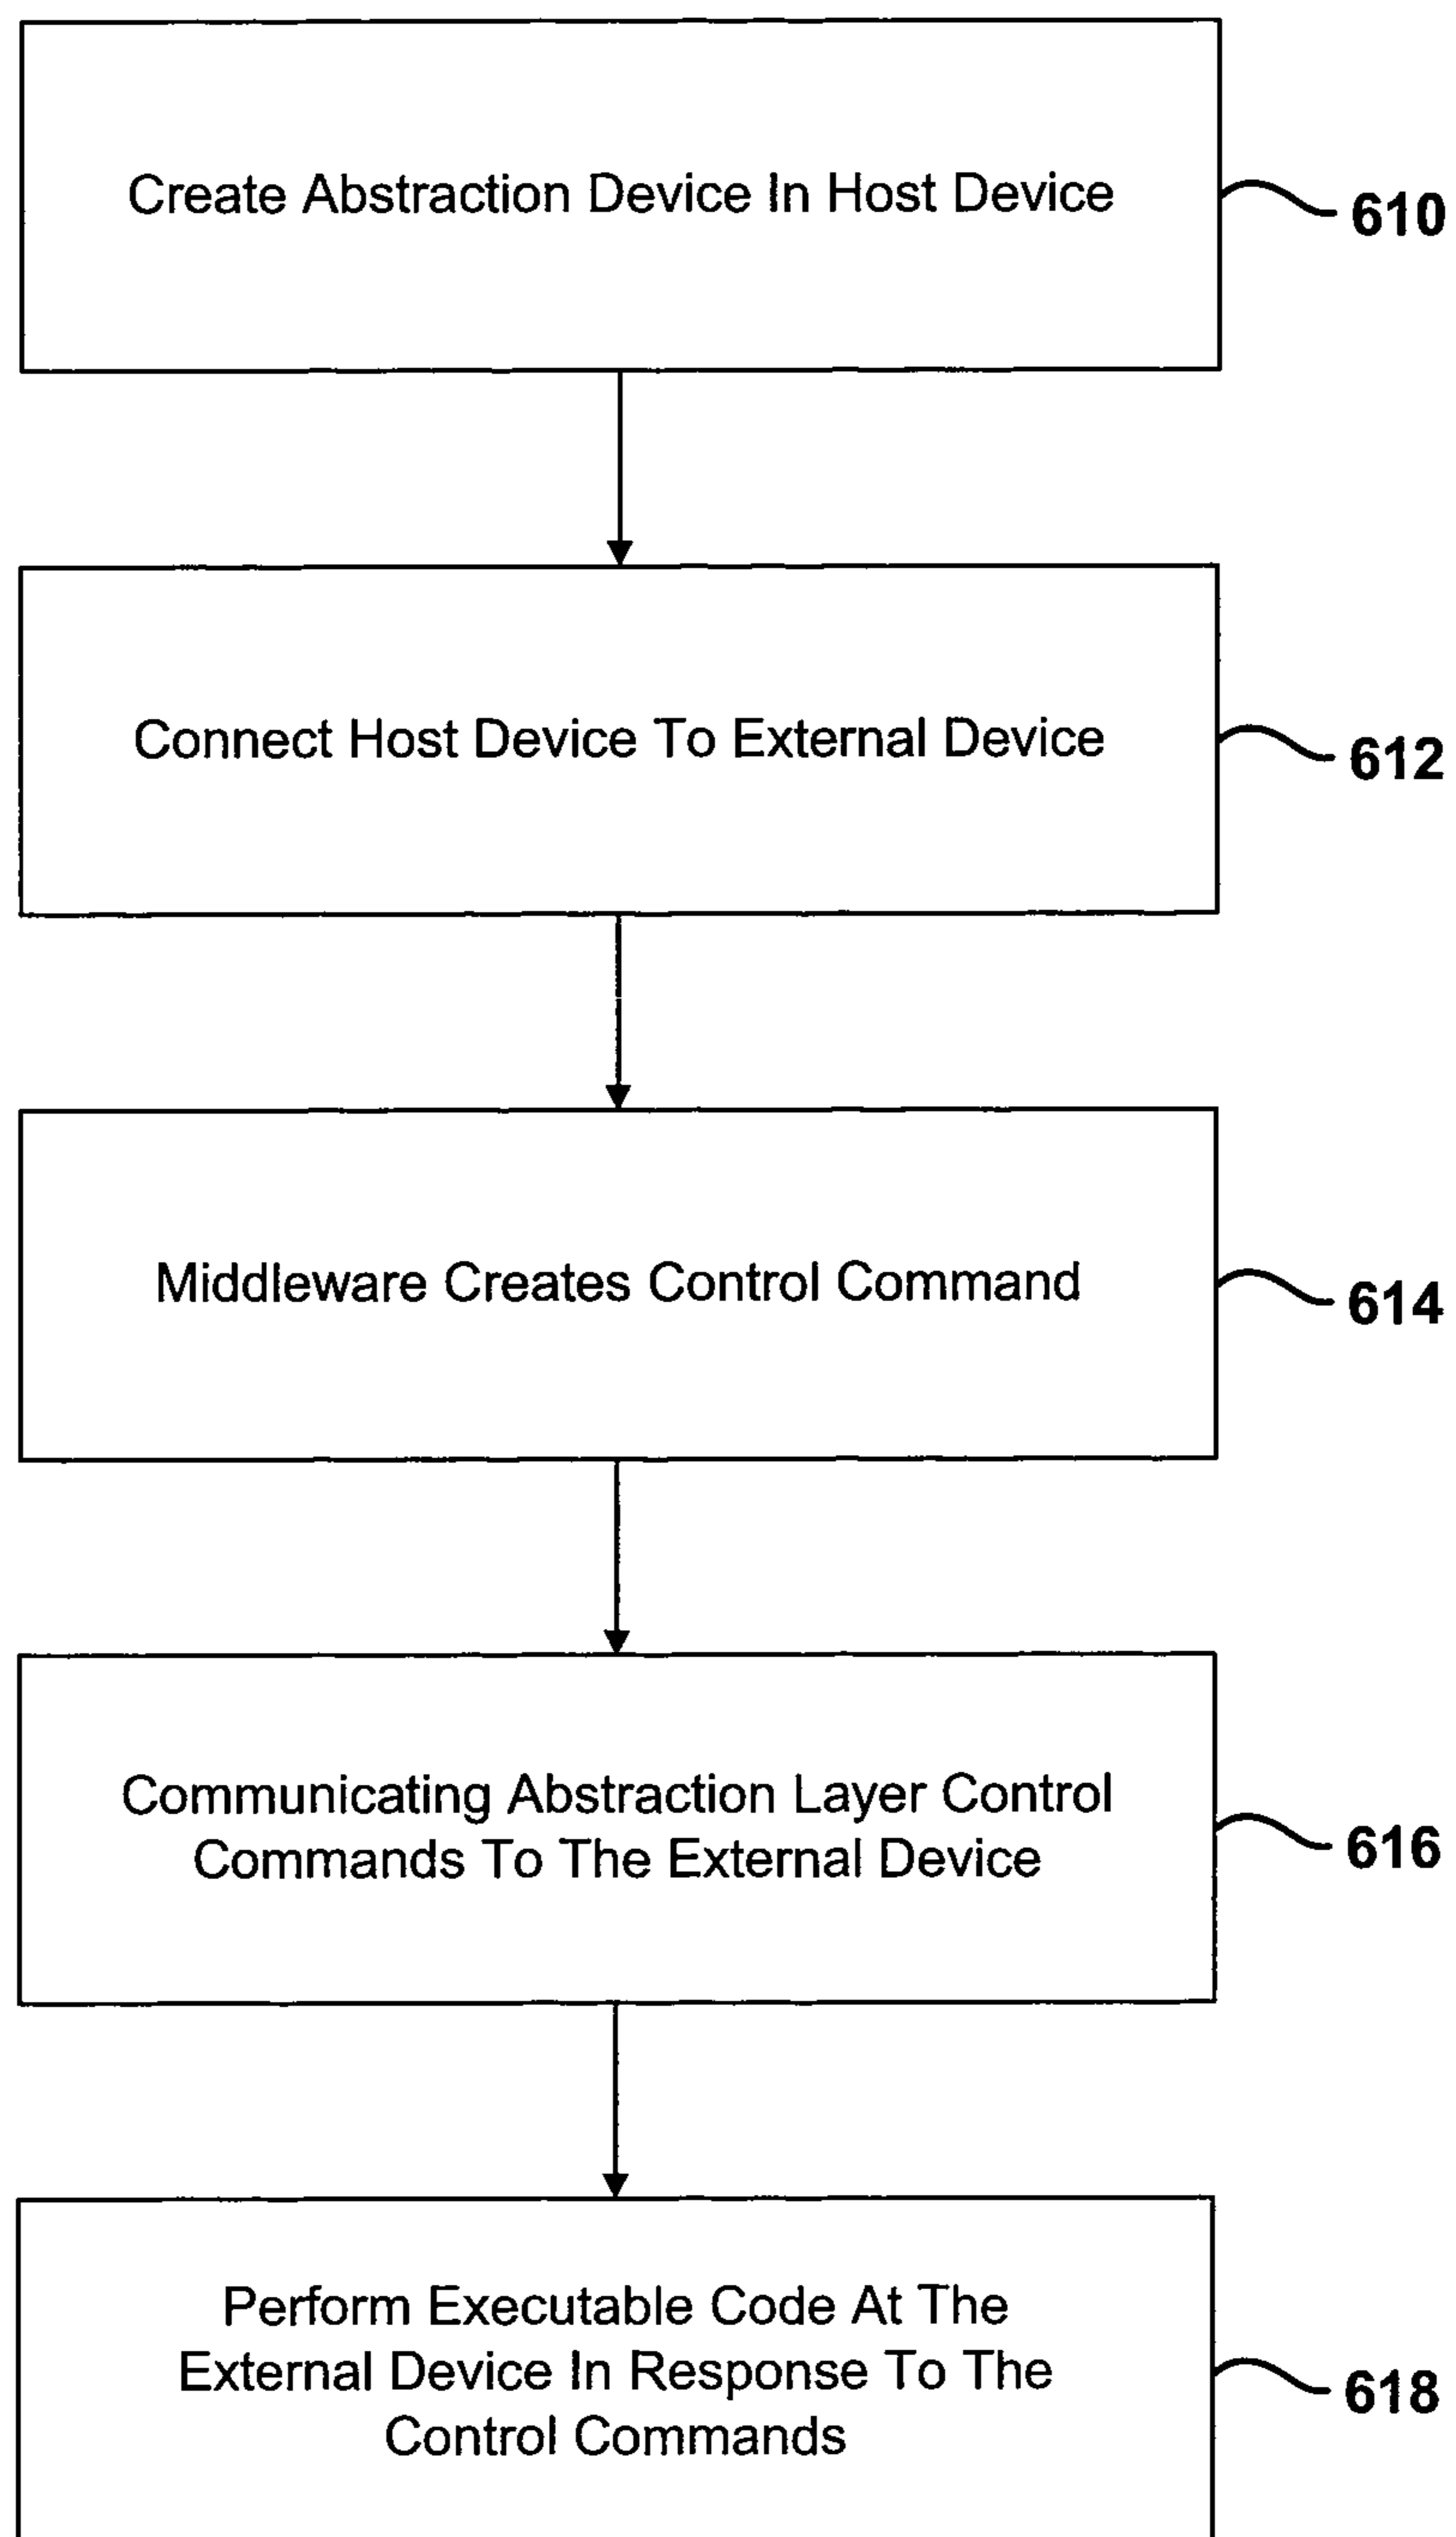 Create Abstraction Device In Host Device
610
Connect Host Device To External Device
612
Middleware Creates Control Command
614
Communicating Abstraction Layer Control
Commands To The External Device
616
Perform Executable Code At The
External Device In Response To The
Control Commands
618